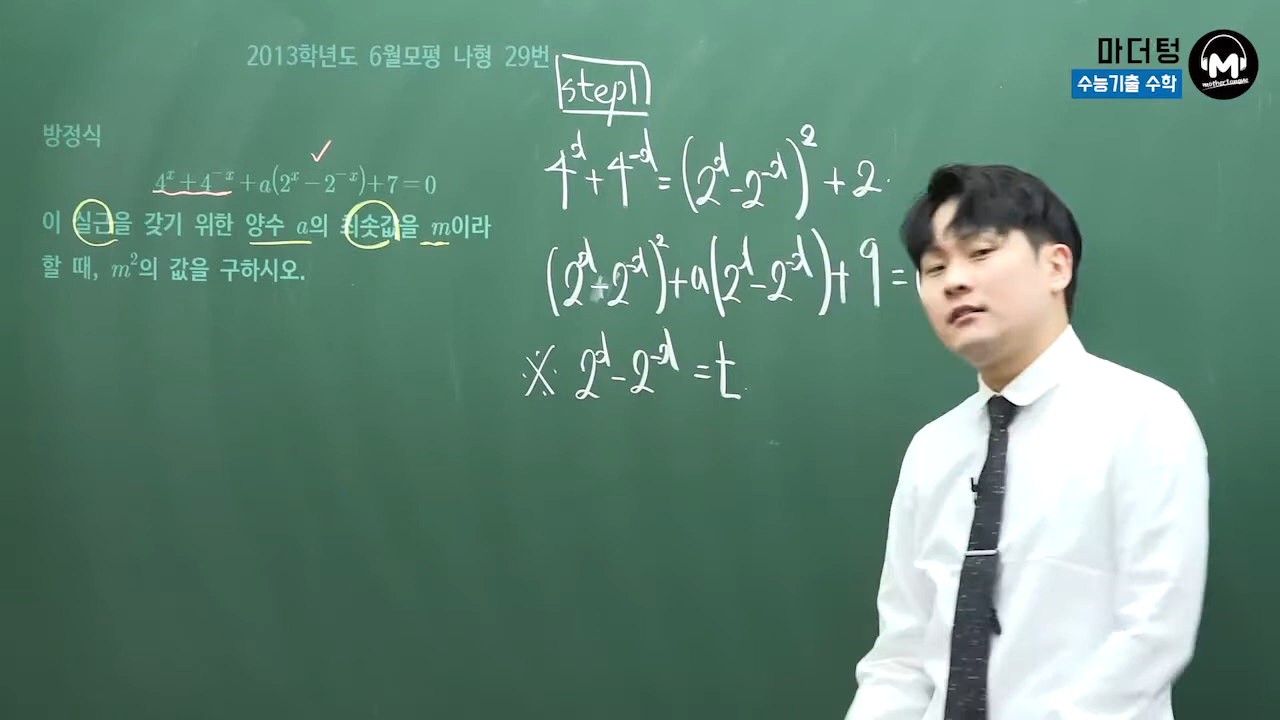 2013학년도 6월모평 나형 29번
마더텅
수능기출 수학
M
mothertongue
방정식
4^x + 4^{-x} + a(2^x - 2^{-x}) + 7 = 0
이 실근을 갖기 위한 양수 a의 최솟값을 m이라
할 때, m^2의 값을 구하시오.
step1
4^x + 4^{-x} = (2^x - 2^{-x})^2 + 2
(2^x - 2^{-x})^2 + a(2^x - 2^{-x}) + 9 =
※ 2^x - 2^{-x} = t